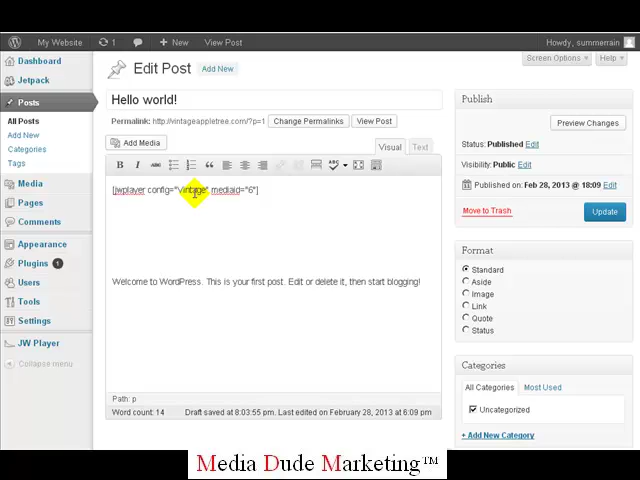 My Website 1 + New View Post Howdy, summerrain
Dashboard
Jetpack
Posts
All Posts
Add New
Categories
Tags
Media
Pages
Comments
Appearance
Plugins 1
Users
Tools
Settings
JW Player
Collapse menu
Screen Options Help
Edit Post Add New
Hello world!
Permalink: http://vintageappletree.com/?p=1 Change Permalinks View Post
Add Media
Visual Text
B I ABC ABC
[jwplayer config="Vintage" mediaid="6"]
Welcome to WordPress. This is your first post. Edit or delete it, then start blogging!
Path: p
Word count: 14 Draft saved at 8:03:55 pm. Last edited on February 28, 2013 at 6:09 pm
Publish
Preview Changes
Status: Published Edit
Visibility: Public Edit
Published on: Feb 28, 2013 @ 18:09 Edit
Move to Trash Update
Format
Standard
Aside
Image
Link
Quote
Status
Categories
All Categories Most Used
Uncategorized
+ Add New Category
Media Dude Marketing™